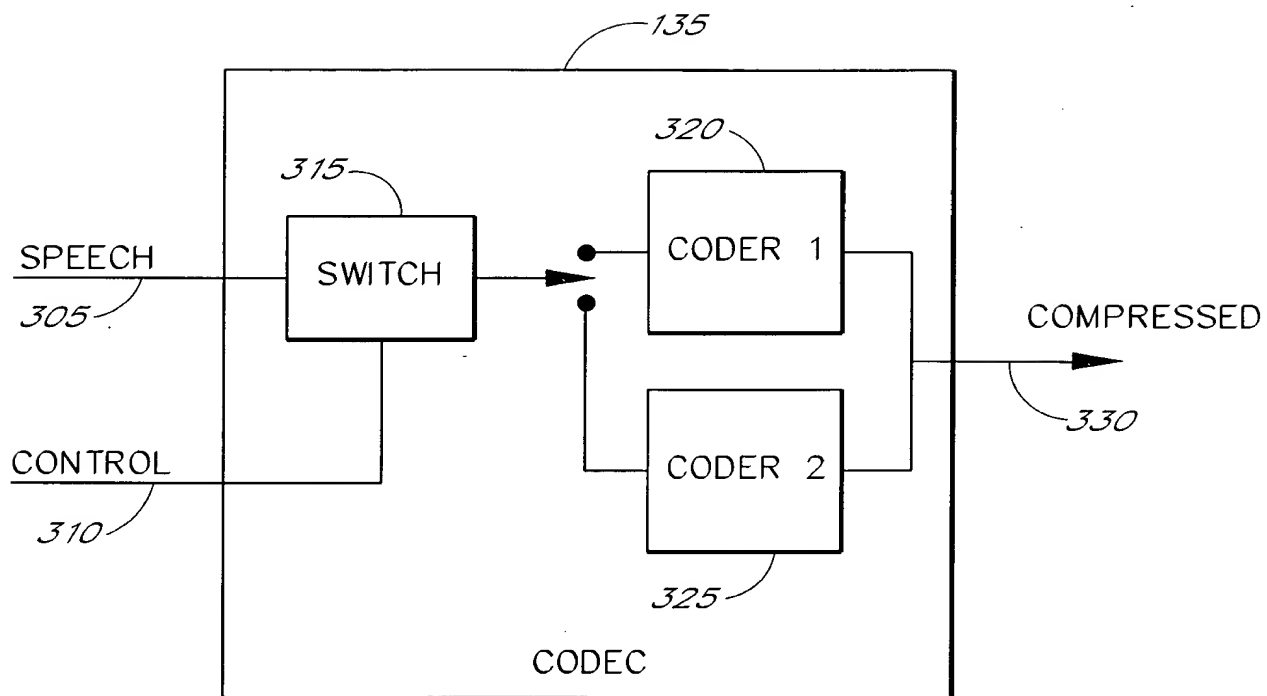 135
320
315
SPEECH
SWITCH
CODER 1
305
COMPRESSED
330
CONTROL
CODER 2
310
325
CODEC